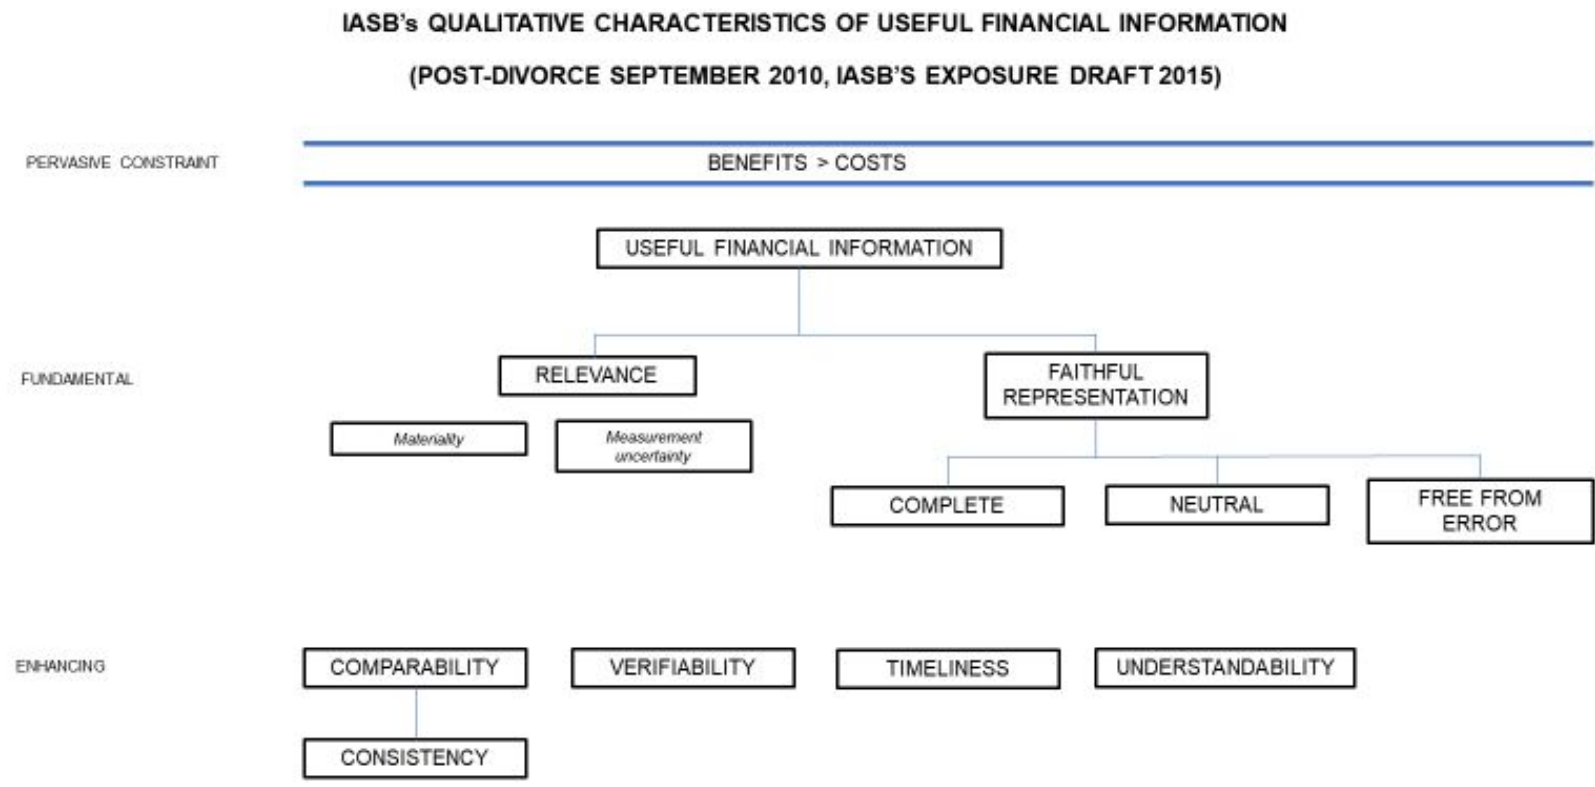 IASB's QUALITATIVE CHARACTERISTICS OF USEFUL FINANCIAL INFORMATION
(POST-DIVORCE SEPTEMBER 2010, IASB'S EXPOSURE DRAFT 2015)
PERVASIVE CONSTRAINT
BENEFITS > COSTS
USEFUL FINANCIAL INFORMATION
FUNDAMENTAL
RELEVANCE
FAITHFUL
REPRESENTATION
Materiality
Measurement
uncertainty
COMPLETE
NEUTRAL
FREE FROM
ERROR
ENHANCING
COMPARABILITY
VERIFIABILITY
TIMELINESS
UNDERSTANDABILITY
CONSISTENCY